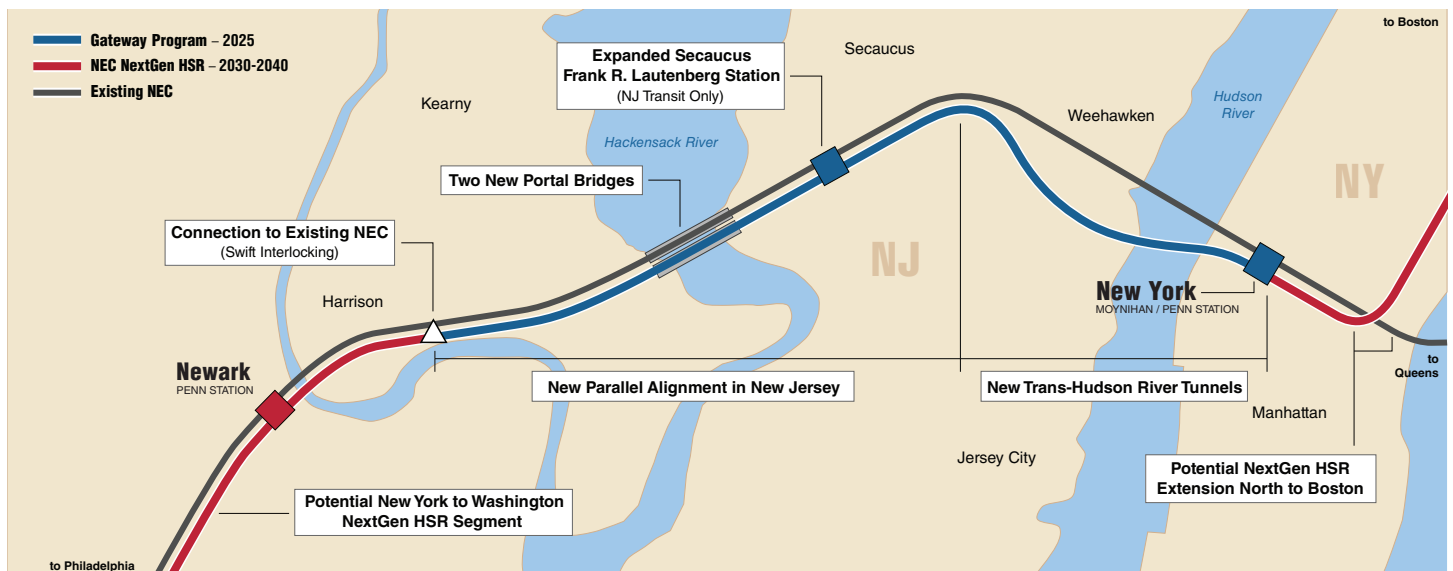 Gateway Program – 2025
NEC NextGen HSR – 2030-2040
Existing NEC
to Boston
Expanded Secaucus
Frank R. Lautenberg Station
(NJ Transit Only)
Secaucus
Kearny
Weehawken
Hudson
River
Hackensack River
Two New Portal Bridges
NY
Connection to Existing NEC
(Swift Interlocking)
NJ
Harrison
New York
MOYNIHAN / PENN STATION
Newark
PENN STATION
to
Queens
New Parallel Alignment in New Jersey
New Trans-Hudson River Tunnels
Manhattan
Jersey City
Potential NextGen HSR
Extension North to Boston
Potential New York to Washington
NextGen HSR Segment
to Philadelphia